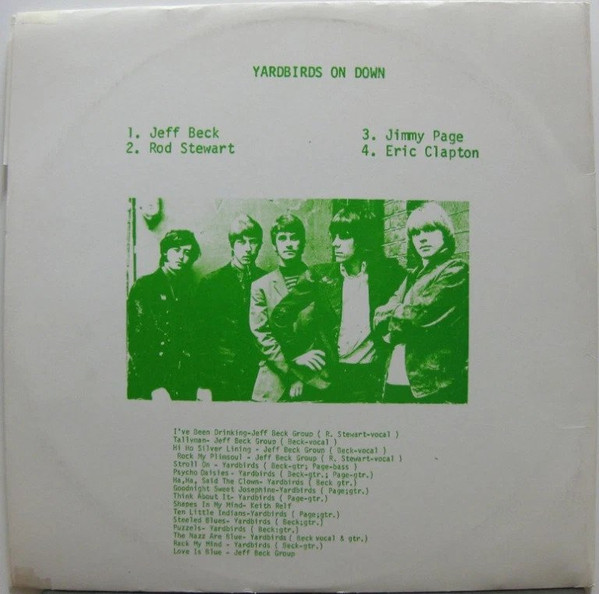 YARDBIRDS ON DOWN
1. Jeff Beck
2. Rod Stewart
3. Jimmy Page
4. Eric Clapton
I've Been Drinking-Jeff Beck Group ( R. Stewart-vocal )
Tallyman- Jeff Beck Group ( Beck-vocal )
Hi Ho Silver Lining - Jeff Beck Group ( Beck-vocal )
Rock My Plimsoul - Jeff Beck Group ( R. Stewart-vocal )
Stroll On - Yardbirds ( Beck-gtr; Page-bass )
Psycho Daisies - Yardbirds ( Beck-gtr.; Page-gtr.)
Ha,Ha, Said The Clown- Yardbirds ( Beck gtr.)
Goodnight Sweet Josephine-Yardbirds ( Page;gtr.)
Think About It- Yardbirds ( Page-gtr.)
Shapes In My Mind- Keith Relf
Ten Little Indians-Yardbirds ( Page;gtr.)
Steeled Blues- Yardbirds ( Beck;gtr.)
Puzzels- Yardbirds ( Beck;gtr.)
The Nazz Are Blue- Yardbirds ( Beck vocal & gtr.)
Rack My Mind - Yardbirds ( Beck-gtr.)
Love Is Blue - Jeff Beck Group